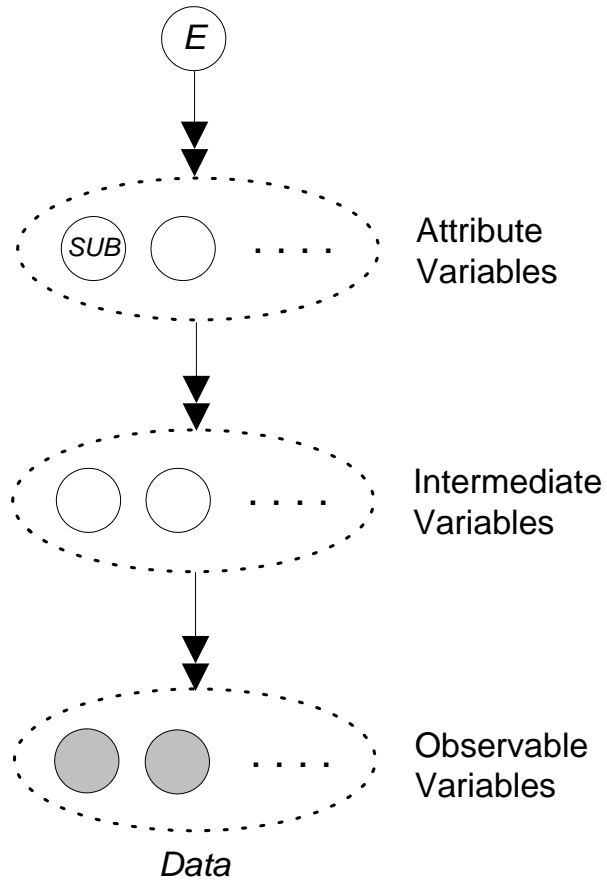 E
SUB
. . . .
Attribute
Variables
. . . .
Intermediate
Variables
. . . .
Observable
Variables
Data